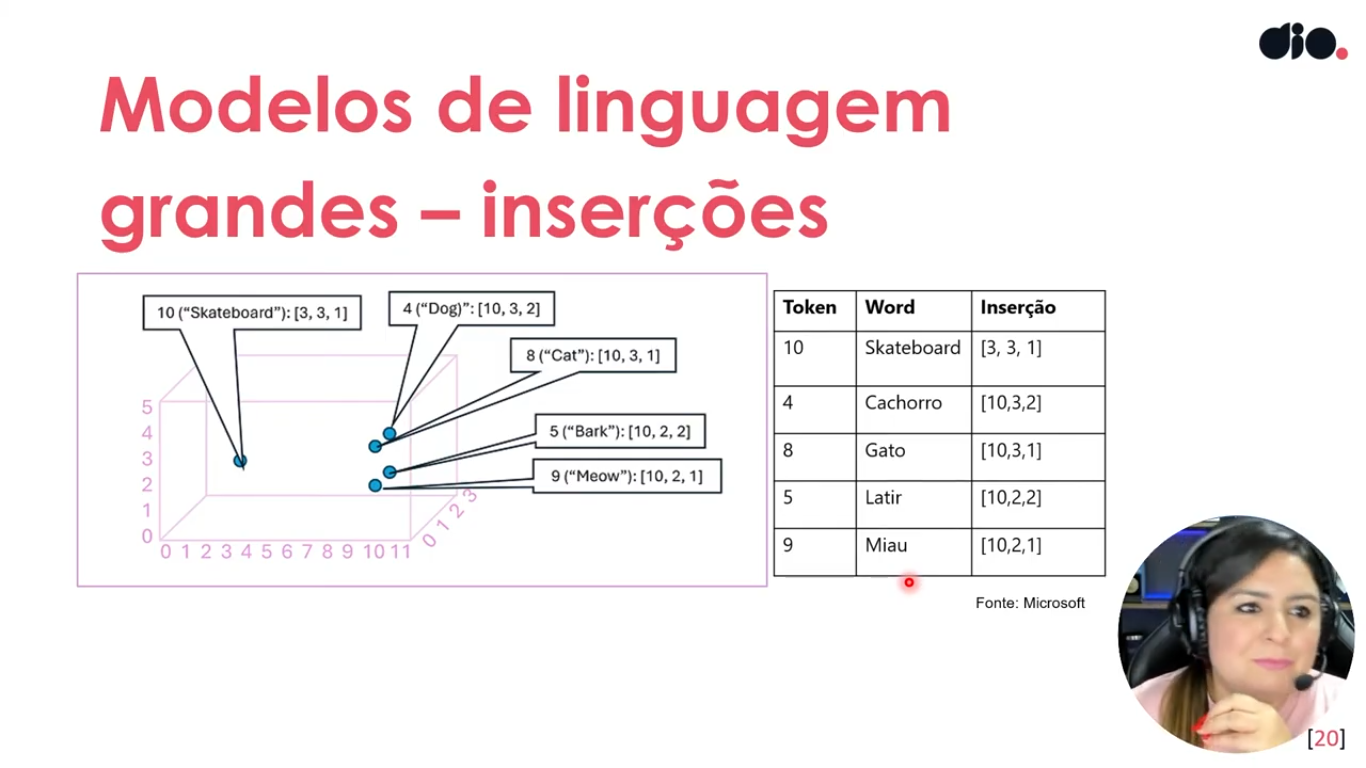 dio.
Modelos de linguagem
grandes – inserções
10 (“Skateboard”): [3, 3, 1]
4 (“Dog)”: [10, 3, 2]
8 (“Cat”): [10, 3, 1]
5 (“Bark”): [10, 2, 2]
9 (“Meow”): [10, 2, 1]
5
4
3
2
1
0
0 1 2 3 4 5 6 7 8 9 10 11
0 1 2 3
Token Word Inserção
10 Skateboard [3, 3, 1]
4 Cachorro [10,3,2]
8 Gato [10,3,1]
5 Latir [10,2,2]
9 Miau [10,2,1]
Fonte: Microsoft
[20]